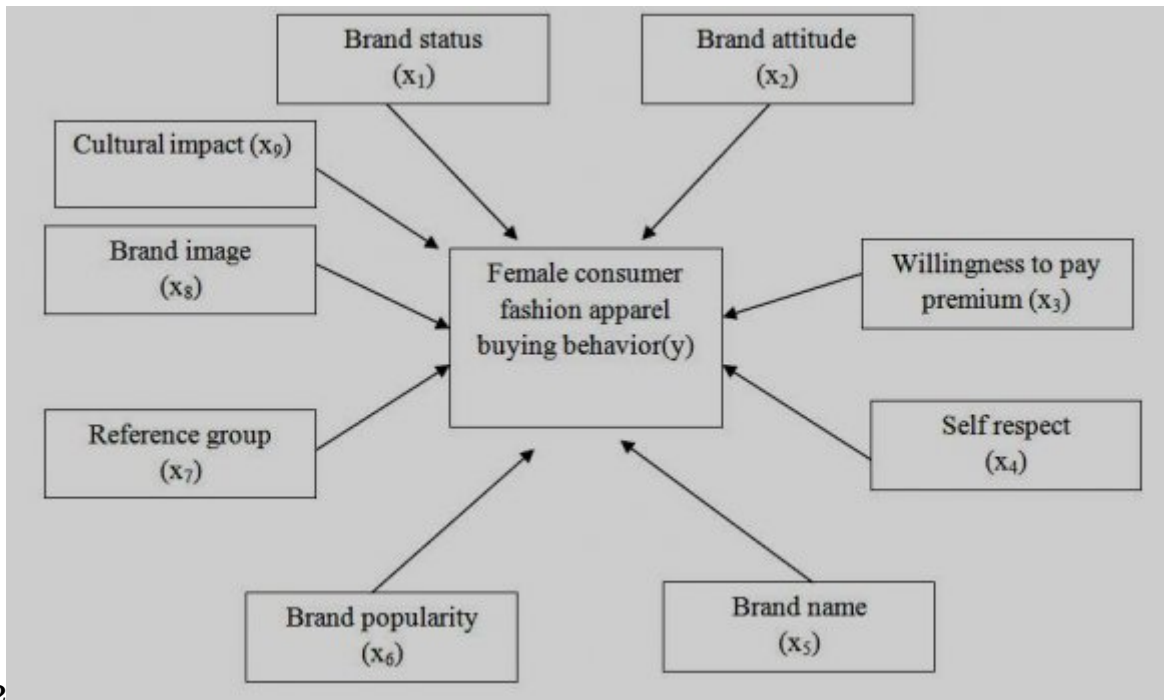 Brand status
(x₁)
Brand attitude
(x₂)
Cultural impact (x₉)
Brand image
(x₈)
Female consumer
fashion apparel
buying behavior(y)
Willingness to pay
premium (x₃)
Reference group
(x₇)
Self respect
(x₄)
Brand popularity
(x₆)
Brand name
(x₅)